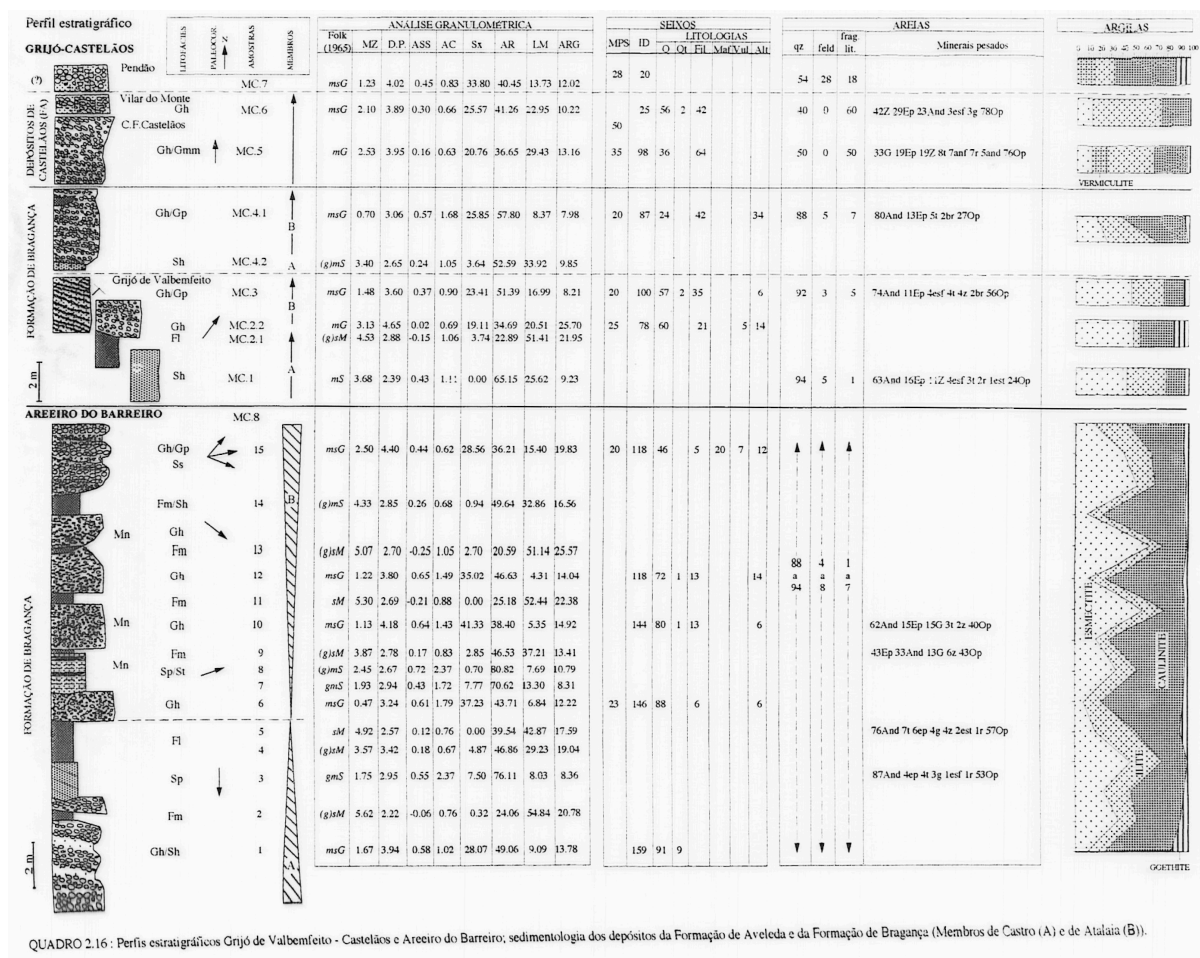 Perfil estratigráfico
GRIJÓ-CASTELÃOS
LITOFACIES PALEOCOR. N AMOSTRAS MEMBROS
ANÁLISE GRANULOMÉTRICA
Folk (1965) MZ D.P. ASS AC Sx AR LM ARG
SEIXOS
LITOLOGIAS
MPS ID Q Qt Fil Maf Vul Alt
AREIAS
qz feld frag. lit. Minerais pesados
ARGILAS
0 10 20 30 40 50 60 70 80 90 100
(?) Pendão
MC.7 msG 1.23 4.02 0.45 0.83 33.80 40.45 13.73 12.02 28 20 54 28 18
DEPÓSITOS DE CASTELÃOS (FA)
Vilar do Monte
Gh MC.6 msG 2.10 3.89 0.30 0.66 25.57 41.26 22.95 10.22 25 56 2 42 40 0 60 42Z 29Ep 23And 3esf 3g 78Op
C.F.Castelãos 50
Gh/Gmm MC.5 mG 2.53 3.95 0.16 0.63 20.76 36.65 29.43 13.16 35 98 36 64 50 0 50 33G 19Ep 19Z 8t 7anf 7r 5and 76Op
VERMICULITE
FORMAÇÃO DE BRAGANÇA
Gh/Gp MC.4.1 msG 0.70 3.06 0.57 1.68 25.85 57.80 8.37 7.98 20 87 24 42 34 88 5 7 80And 13Ep 5t 2br 27Op
B
Sh MC.4.2 A (g)mS 3.40 2.65 0.24 1.05 3.64 52.59 33.92 9.85
Grijó de Valbemfeito
Gh/Gp MC.3 msG 1.48 3.60 0.37 0.90 23.41 51.39 16.99 8.21 20 100 57 2 35 6 92 3 5 74And 11Ep 4esf 4t 4z 2br 56Op
B
Gh MC.2.2 mG 3.13 4.65 0.02 0.69 19.11 34.69 20.51 25.70 25 78 60 21 5 14
Fl MC.2.1 (g)sM 4.53 2.88 -0.15 1.06 3.74 22.89 51.41 21.95
A
Sh MC.1 mS 3.68 2.39 0.43 1.11 0.00 65.15 25.62 9.23 94 5 1 63And 16Ep 11Z 4esf 3t 2r 1est 24Op
2 m
AREEIRO DO BARREIRO
MC.8
Gh/Gp 15 msG 2.50 4.40 0.44 0.62 28.56 36.21 15.40 19.83 20 118 46 5 20 7 12
Ss
Fm/Sh 14 B (g)mS 4.33 2.85 0.26 0.68 0.94 49.64 32.86 16.56
Mn Gh
Fm 13 (g)sM 5.07 2.70 -0.25 1.05 2.70 20.59 51.14 25.57
Gh 12 msG 1.22 3.80 0.65 1.49 35.02 46.63 4.31 14.04 118 72 1 13 14 88 a 94 4 a 8 1 a 7
Fm 11 sM 5.30 2.69 -0.21 0.88 0.00 25.18 52.44 22.38
Mn Gh 10 msG 1.13 4.18 0.64 1.43 41.33 38.40 5.35 14.92 144 80 1 13 6 62And 15Ep 15G 3t 2z 40Op
Fm 9 (g)sM 3.87 2.78 0.17 0.83 2.85 46.53 37.21 13.41 43Ep 33And 13G 6z 43Op
Mn Sp/St 8 (g)mS 2.45 2.67 0.72 2.37 0.70 80.82 7.69 10.79
7 gmS 1.93 2.94 0.43 1.72 7.77 70.62 13.30 8.31
Gh 6 msG 0.47 3.24 0.61 1.79 37.23 43.71 6.84 12.22 23 146 88 6 6
FORMAÇÃO DE BRAGANÇA
5 sM 4.92 2.57 0.12 0.76 0.00 39.54 42.87 17.59 76And 7t 6ep 4g 4z 2est 1r 57Op
Fl
4 (g)sM 3.57 3.42 0.18 0.67 4.87 46.86 29.23 19.04
Sp 3 gmS 1.75 2.95 0.55 2.37 7.50 76.11 8.03 8.36 87And 4ep 4t 3g 1esf 1r 53Op
Fm 2 (g)sM 5.62 2.22 -0.06 0.76 0.32 24.06 54.84 20.78
Gh/Sh 1 msG 1.67 3.94 0.58 1.02 28.07 49.06 9.09 13.78 159 91 9
A
2 m
ESMECTITE
ILITE
CAULINITE
GOETHITE
QUADRO 2.16 : Perfis estratigráficos Grijó de Valbemfeito - Castelãos e Areeiro do Barreiro; sedimentologia dos depósitos da Formação de Aveleda e da Formação de Bragança (Membros de Castro (A) e de Atalaia (B)).